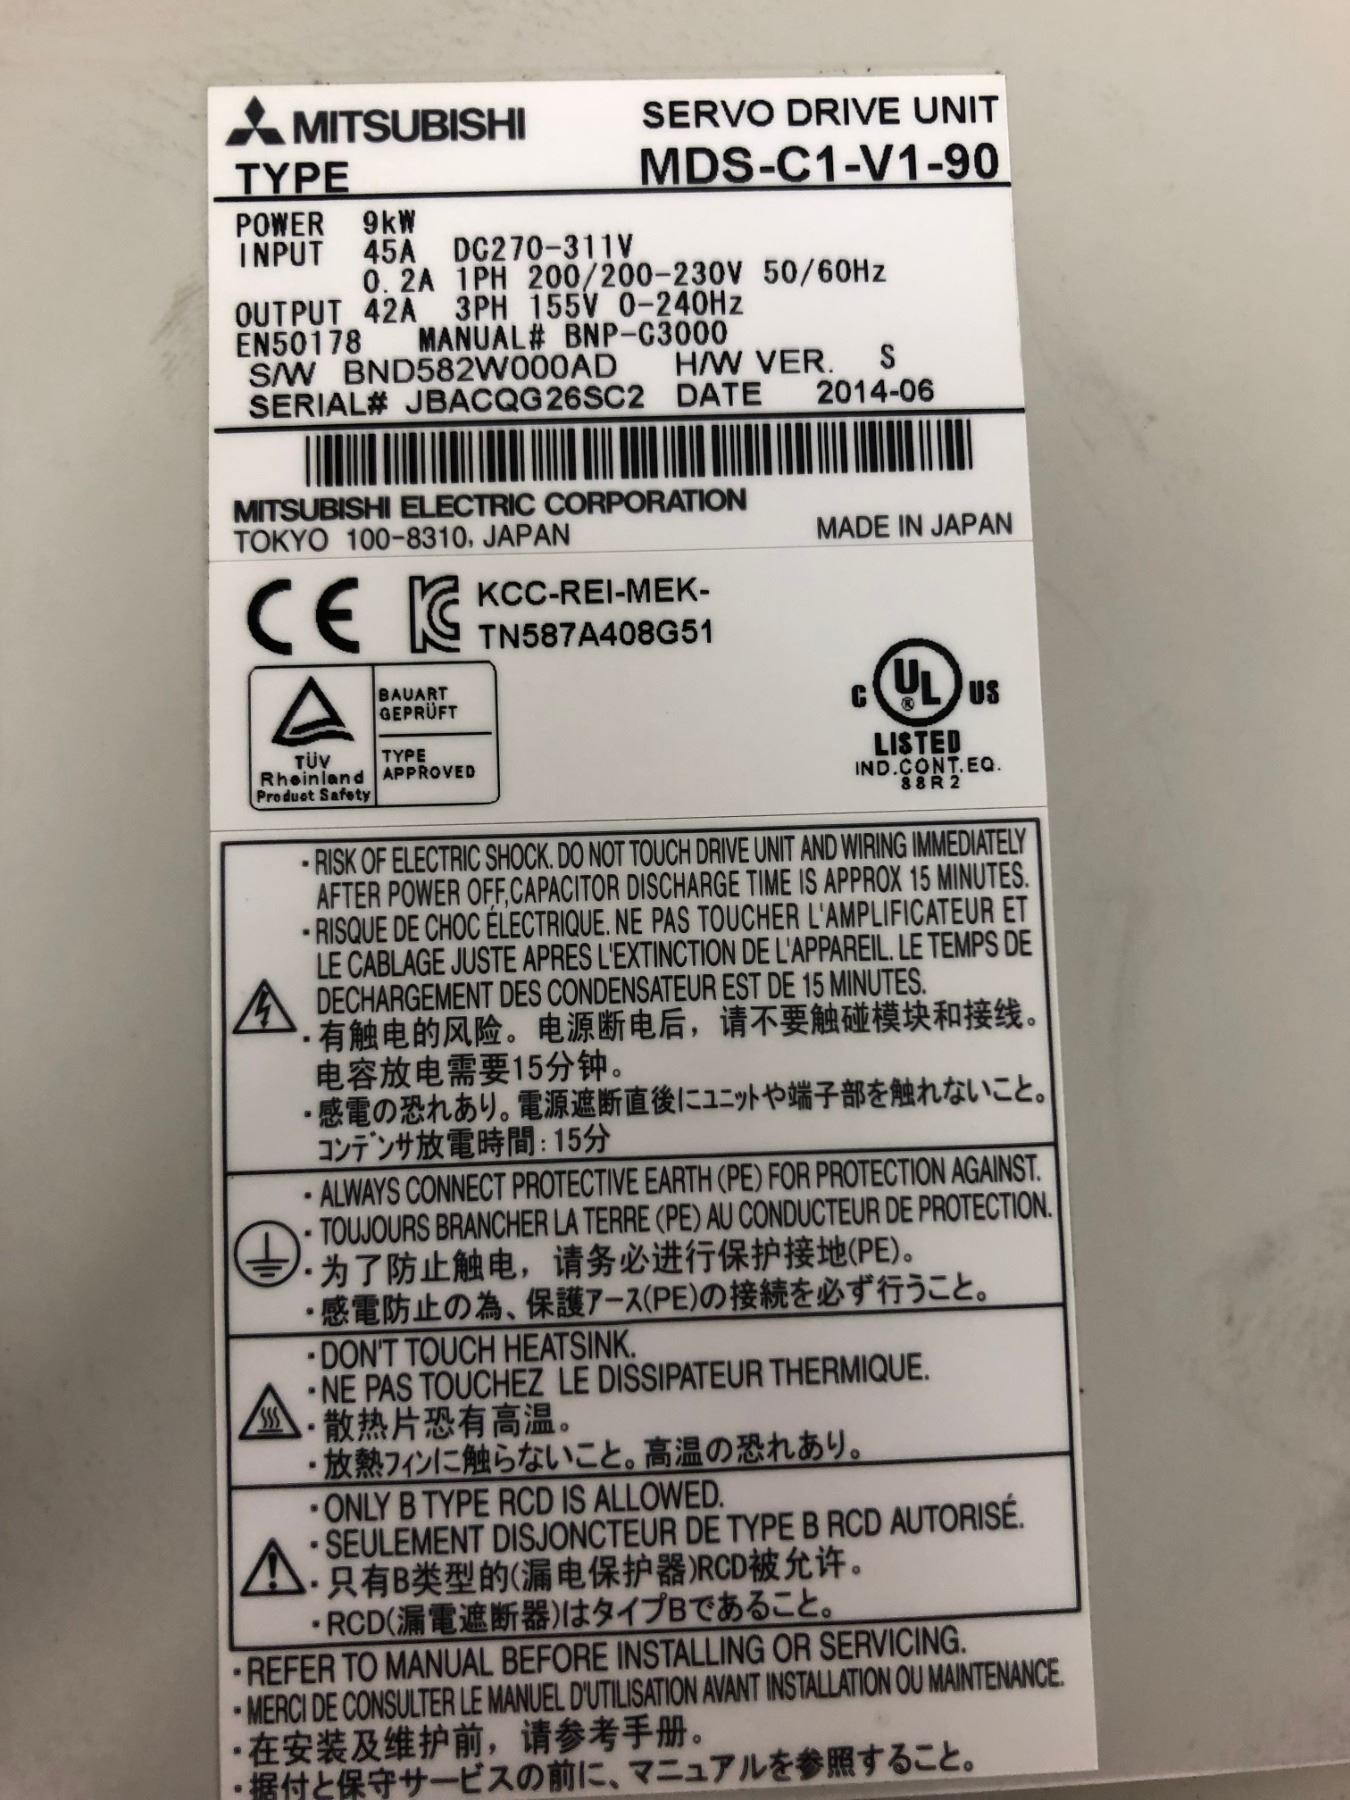 MITSUBISHI SERVO DRIVE UNIT
TYPE MDS-C1-V1-90
POWER 9kW
INPUT 45A DC270-311V
0.2A 1PH 200/200-230V 50/60Hz
OUTPUT 42A 3PH 155V 0-240Hz
EN50178 MANUAL# BNP-C3000
S/W BND582W000AD H/W VER. S
SERIAL# JBACQG26SC2 DATE 2014-06
MITSUBISHI ELECTRIC CORPORATION
TOKYO 100-8310, JAPAN MADE IN JAPAN
CE KC KCC-REI-MEK-
TN587A408G51
BAUART
GEPRÜFT
TÜV
Rheinland
Product Safety
TYPE
APPROVED
C UL ® US
LISTED
IND.CONT.EQ.
88R2
・RISK OF ELECTRIC SHOCK. DO NOT TOUCH DRIVE UNIT AND WIRING IMMEDIATELY
AFTER POWER OFF,CAPACITOR DISCHARGE TIME IS APPROX 15 MINUTES.
・RISQUE DE CHOC ÉLECTRIQUE. NE PAS TOUCHER L'AMPLIFICATEUR ET
LE CABLAGE JUSTE APRES L'EXTINCTION DE L'APPAREIL. LE TEMPS DE
DECHARGEMENT DES CONDENSATEUR EST DE 15 MINUTES.
・有触电的风险。电源断电后，请不要触碰模块和接线。
电容放电需要15分钟。
・感電の恐れあり。電源遮断直後にユニットや端子部を触れないこと。
コンデンサ放電時間：15分
・ALWAYS CONNECT PROTECTIVE EARTH (PE) FOR PROTECTION AGAINST.
・TOUJOURS BRANCHER LA TERRE (PE) AU CONDUCTEUR DE PROTECTION.
・为了防止触电，请务必进行保护接地(PE)。
・感電防止の為、保護アース(PE)の接続を必ず行うこと。
・DON'T TOUCH HEATSINK.
・NE PAS TOUCHEZ LE DISSIPATEUR THERMIQUE.
・散热片恐有高温。
・放熱フィンに触らないこと。高温の恐れあり。
・ONLY B TYPE RCD IS ALLOWED.
・SEULEMENT DISJONCTEUR DE TYPE B RCD AUTORISÉ.
・只有B类型的(漏电保护器)RCD被允许。
・RCD(漏電遮断器)はタイプBであること。
・REFER TO MANUAL BEFORE INSTALLING OR SERVICING.
・MERCI DE CONSULTER LE MANUEL D'UTILISATION AVANT INSTALLATION OU MAINTENANCE.
・在安装及维护前，请参考手册。
・据付と保守サービスの前に、マニュアルを参照すること。